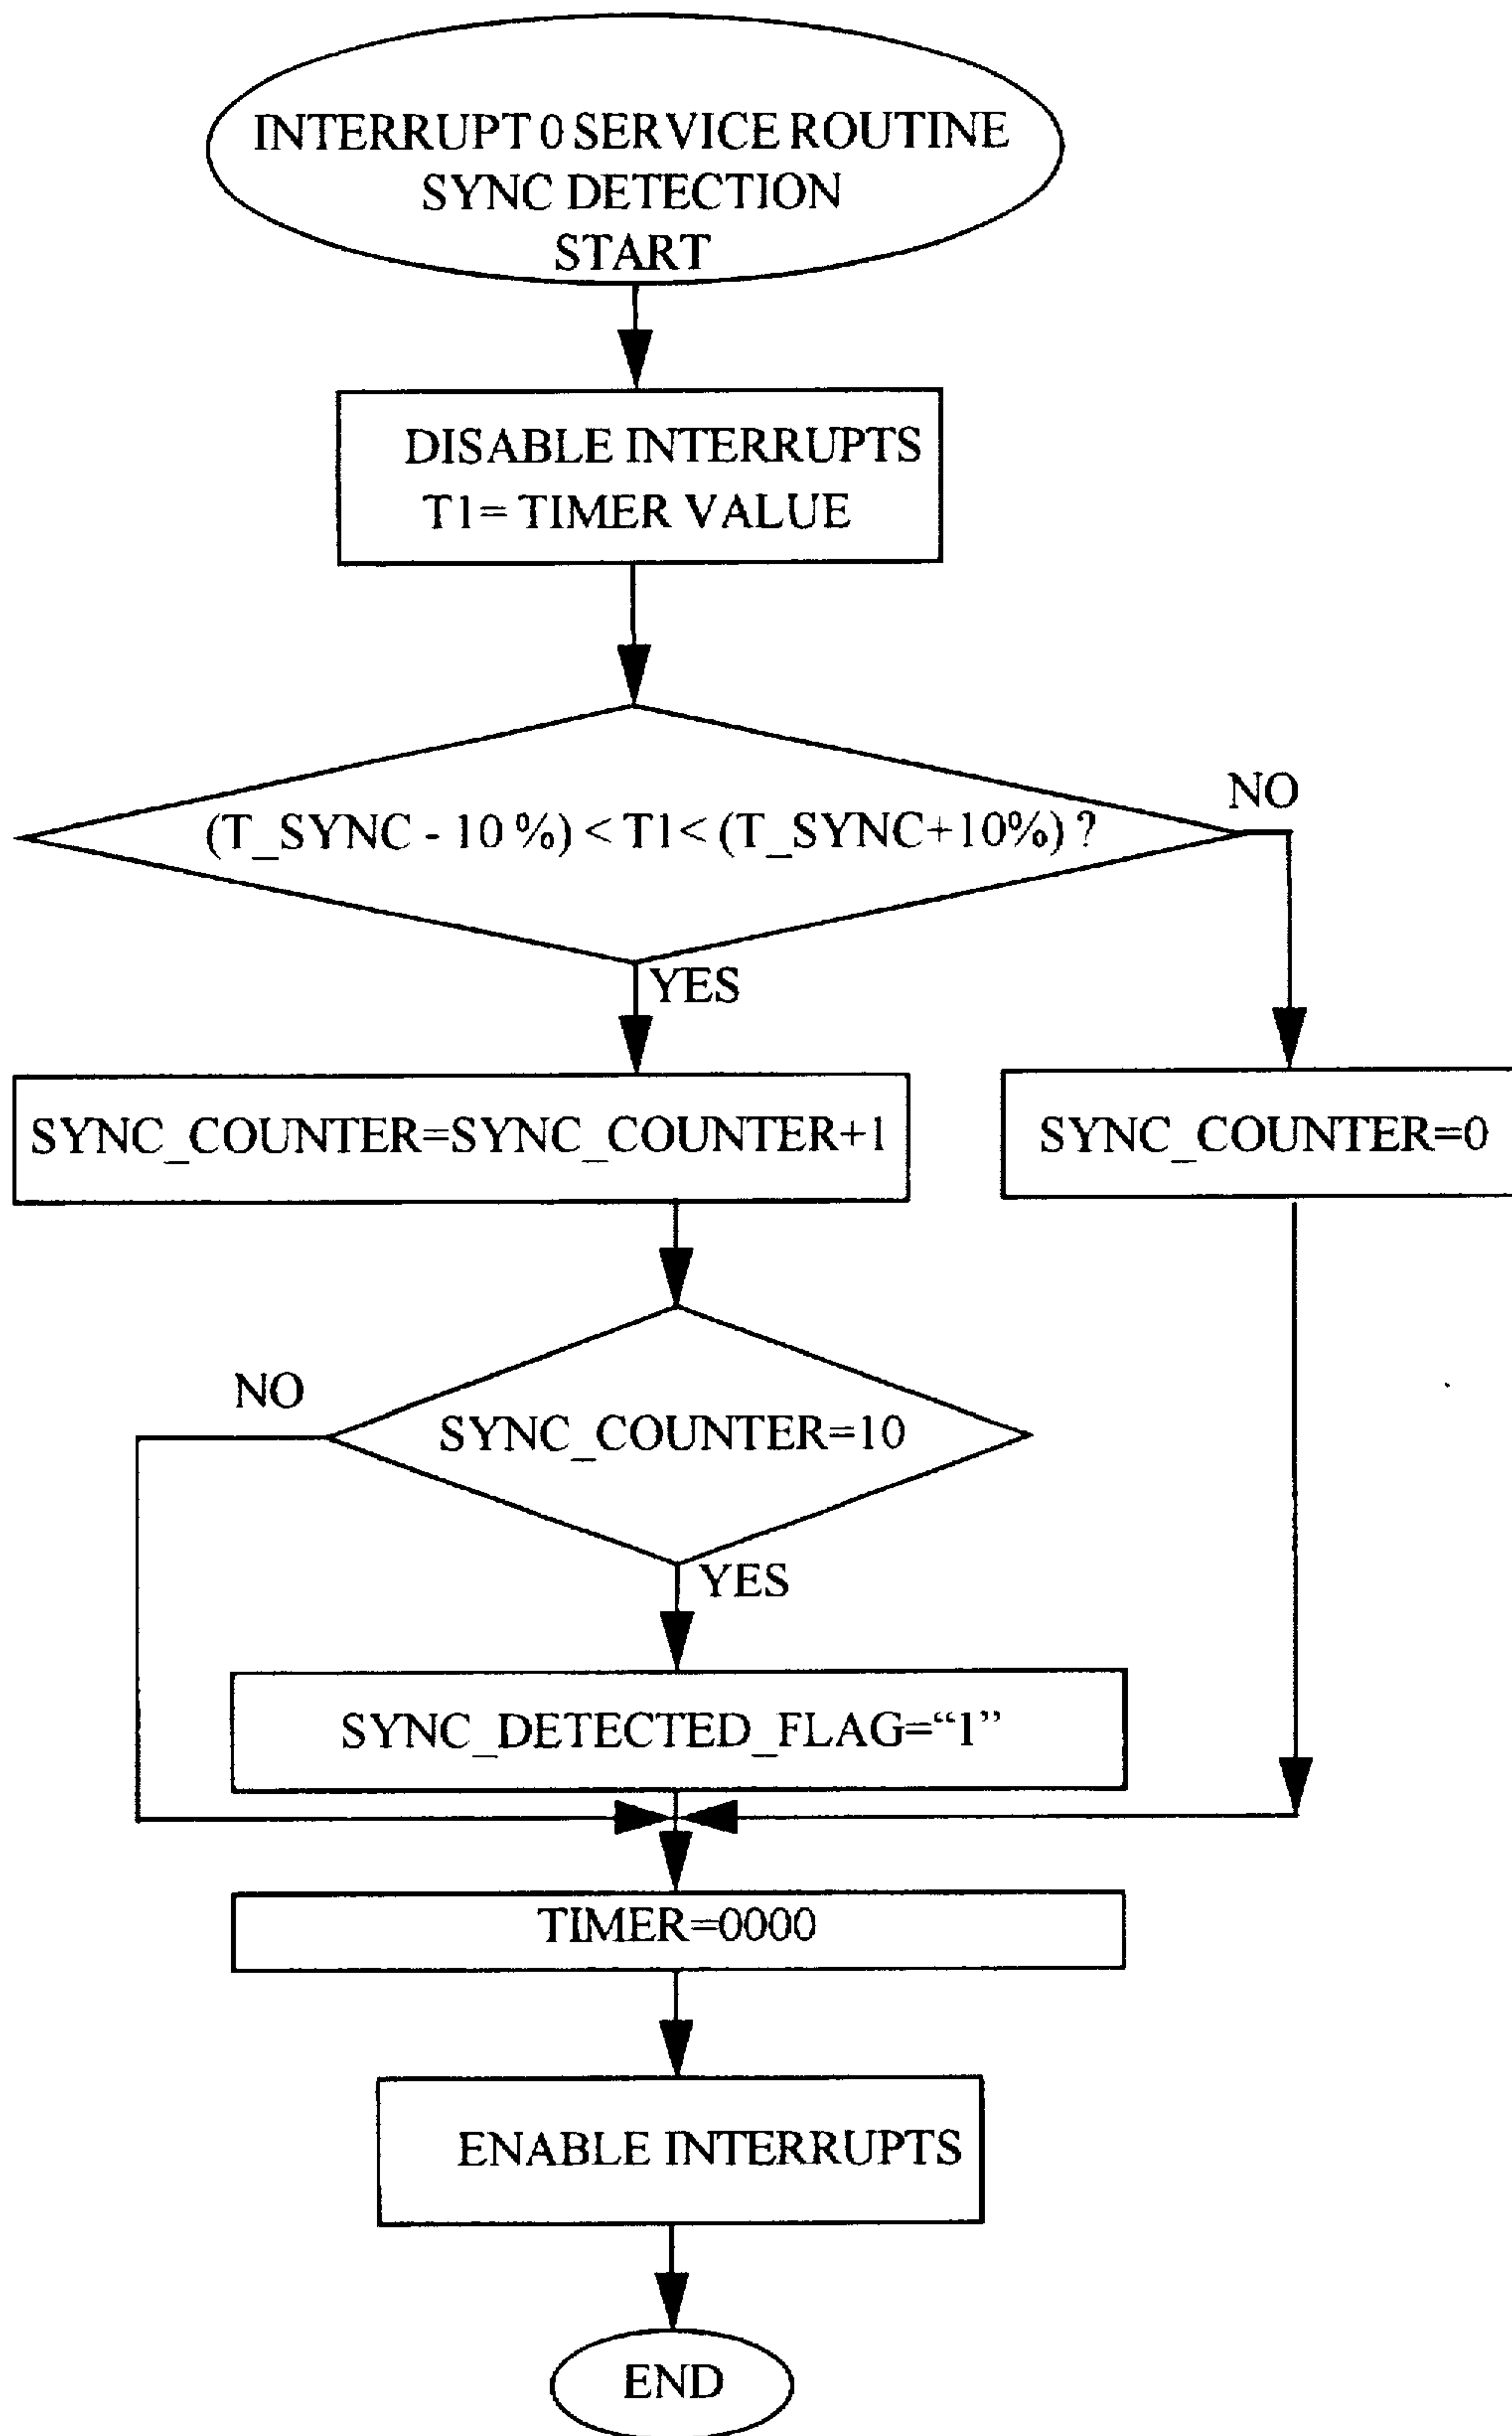 INTERRUPT 0 SERVICE ROUTINE
SYNC DETECTION
START
DISABLE INTERRUPTS
T1= TIMER VALUE
(T_SYNC - 10 %) < T1< (T_SYNC+10%) ?
NO
YES
SYNC_COUNTER=SYNC_COUNTER+1
SYNC_COUNTER=0
NO
SYNC_COUNTER=10
YES
SYNC_DETECTED_FLAG=“1”
TIMER=0000
ENABLE INTERRUPTS
END